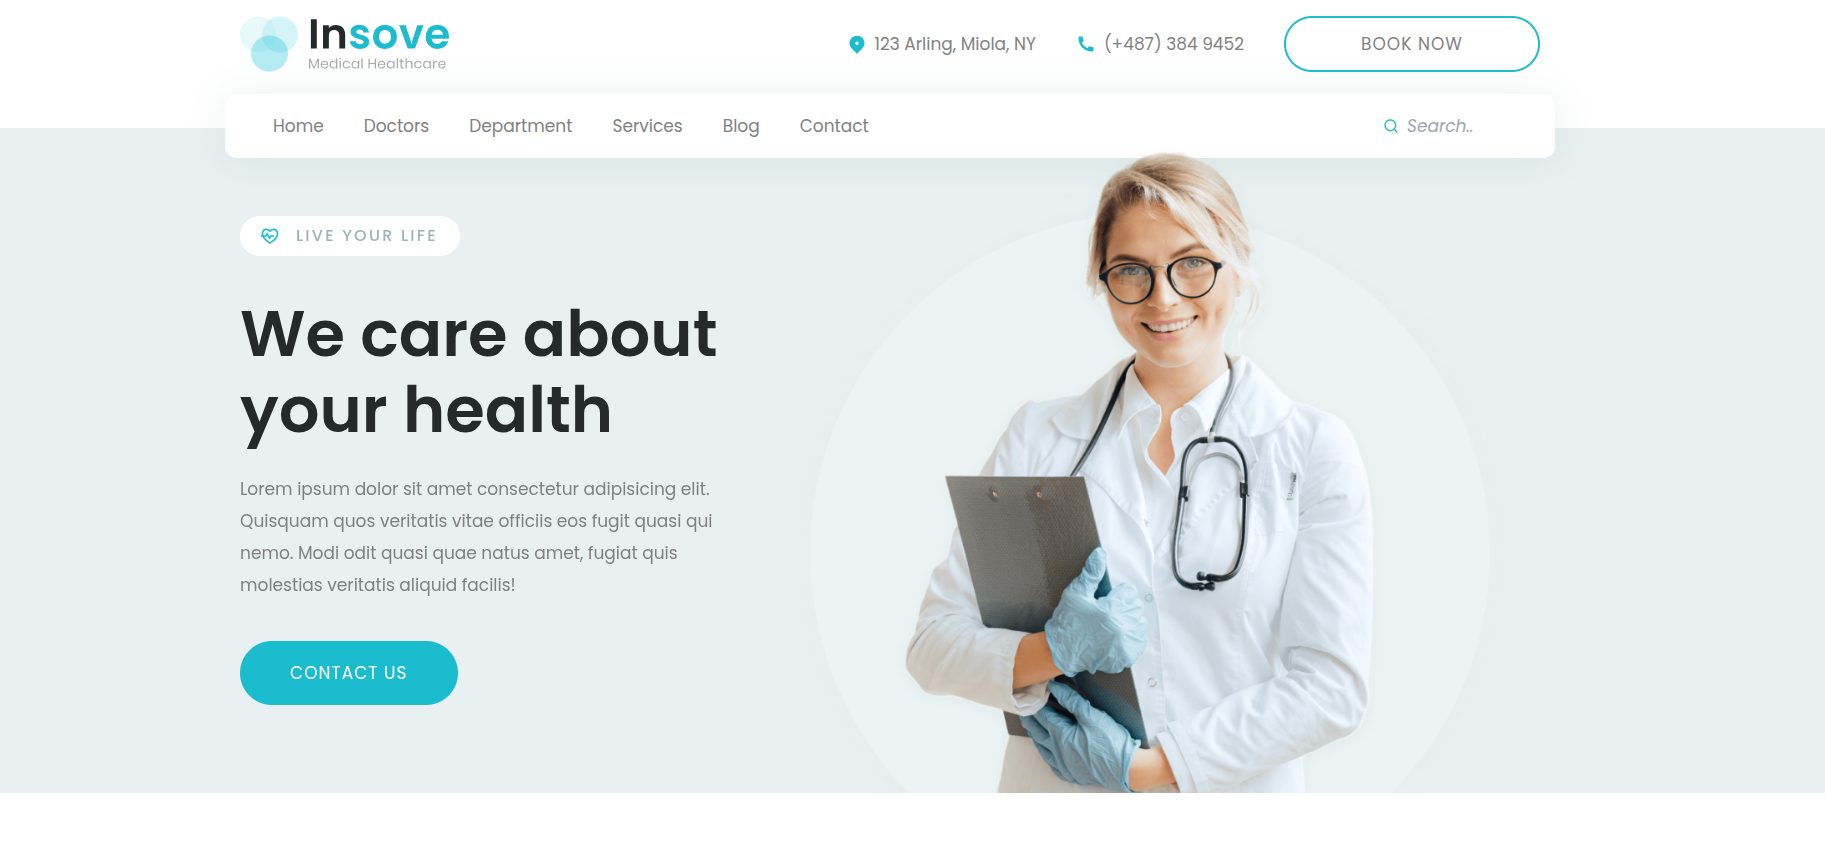 Insove
Medical Healthcare
123 Arling, Miola, NY
(+487) 384 9452
BOOK NOW
Home
Doctors
Department
Services
Blog
Contact
Search..
LIVE YOUR LIFE
We care about
your health
Lorem ipsum dolor sit amet consectetur adipisicing elit.
Quisquam quos veritatis vitae officiis eos fugit quasi qui
nemo. Modi odit quasi quae natus amet, fugiat quis
molestias veritatis aliquid facilis!
CONTACT US